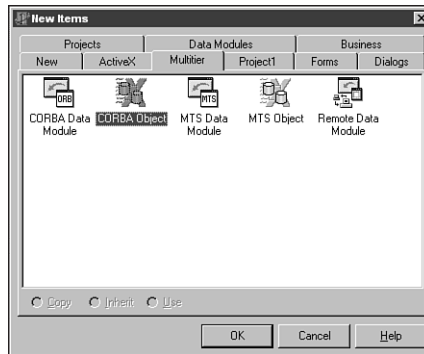 New Items
Projects Data Modules Business
New ActiveX Multitier Project1 Forms Dialogs
ORB MTS
CORBA Data CORBA Object MTS Data MTS Object Remote Data
Module Module Module
Copy Inherit Use
OK Cancel Help